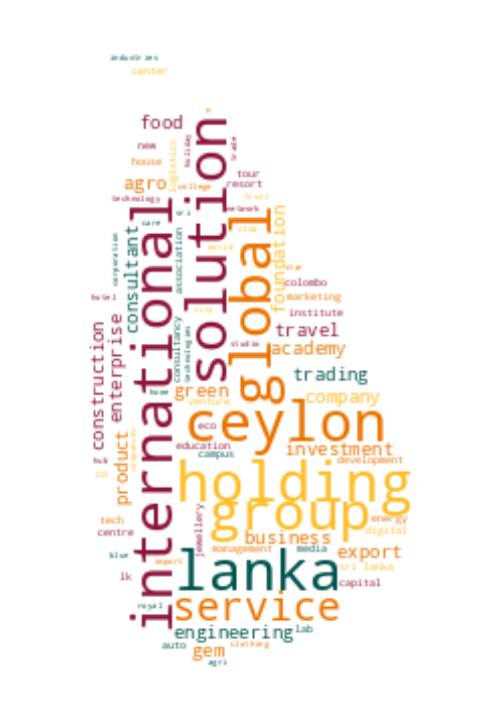 industries
center
food
new
holiday
trade
house
logistics
solution
agro
college
tour
resort
technology
trust
international
sri
network
care
consultant
association
club
global
foundation
corporation
world
star
colombo
hotel
marketing
city
institute
construction
enterprise
consultancy
technologies
studio
travel
academy
trading
home
green
venture
company
ceylon
eco
product
companies
education
campus
investment
development
hub
co
holding
group
tech
centre
jewellery
energy
digital
business
blue
management
media
export
import
lanka
sri lanka
lk
capital
royal
service
engineering
lab
auto
gem
clothing
agri